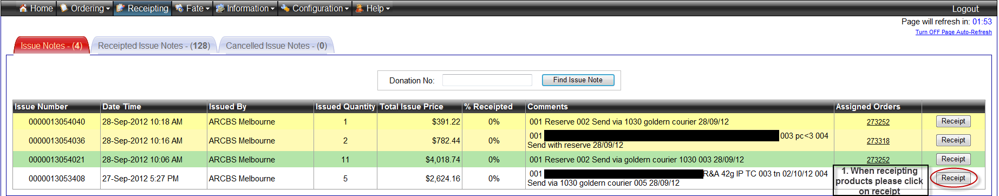 Home Ordering Receipting Fate Information Configuration Help Logout
Page will refresh in: 01:53
Turn OFF Page Auto-Refresh
Issue Notes - (4) Receipted Issue Notes - (128) Cancelled Issue Notes - (0)
Donation No: Find Issue Note
Issue Number Date Time Issued By Issued Quantity Total Issue Price % Receipted Comments Assigned Orders
0000013054040 28-Sep-2012 10:18 AM ARCBS Melbourne 1 $391.22 0% 001 Reserve 002 Send via 1030 goldern courier 28/09/12 273252 Receipt
0000013054036 28-Sep-2012 10:16 AM ARCBS Melbourne 2 $782.44 0% 001 003 pc<3 004
Send with reserve 28/09/12 273318 Receipt
0000013054021 28-Sep-2012 10:06 AM ARCBS Melbourne 11 $4,018.74 0% 001 Reserve 002 Send via goldern courier 1030 003 28/09/12 273252 Receipt
0000013053408 27-Sep-2012 5:27 PM ARCBS Melbourne 5 $2,624.16 0% 001 R&A 42g IP TC 003 tn 02/10/12 004
Send via 1030 goldern courier 005 28/09/12 Receipt
1. When receipting
products please click
on receipt